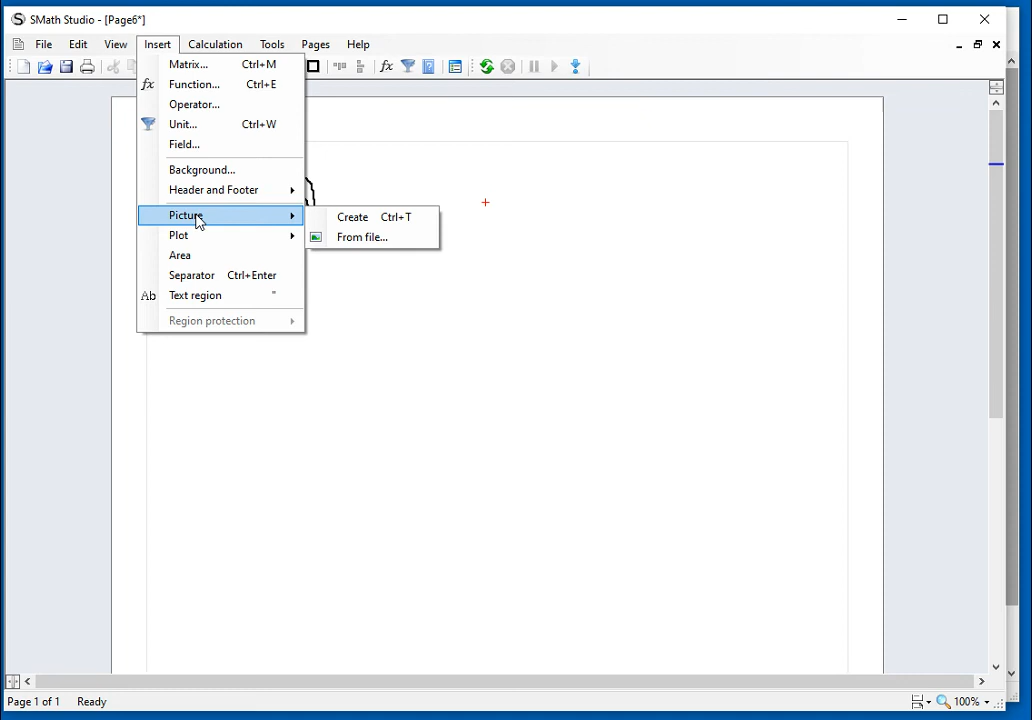 SMath Studio - [Page6*]
File Edit View Insert Calculation Tools Pages Help
Matrix... Ctrl+M
fx Function... Ctrl+E
Operator...
Unit... Ctrl+W
Field...
Background...
Header and Footer
Picture
Create Ctrl+T
Plot
From file...
Area
Separator Ctrl+Enter
Ab Text region "
Region protection
Page 1 of 1 Ready 100%